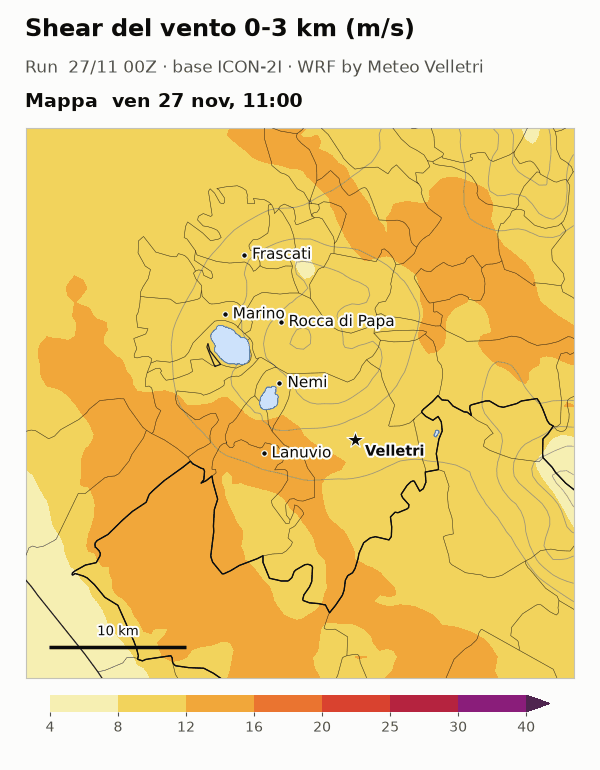 Shear del vento 0-3 km (m/s)
Run  27/11 00Z · base ICON-2I · WRF by Meteo Velletri
Mappa  ven 27 nov, 11:00
Frascati
Marino
Rocca di Papa
Nemi
Velletri
Lanuvio
10 km
4 8 12 16 20 25 30 40